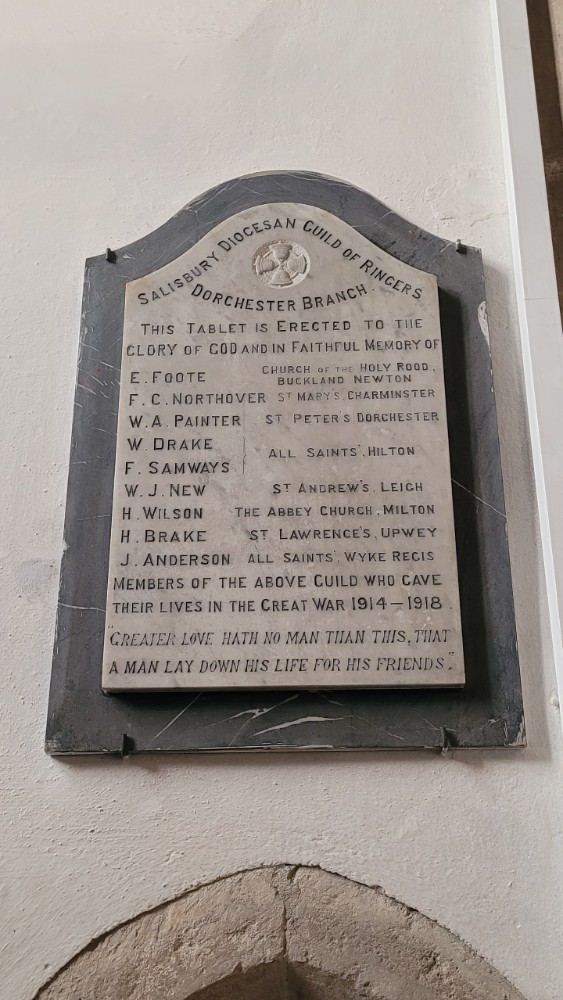 SALISBURY DIOCESAN GUILD OF RINGERS
DORCHESTER BRANCH.
THIS TABLET IS ERECTED TO THE
GLORY OF GOD AND IN FAITHFUL MEMORY OF
E. FOOTE CHURCH OF THE HOLY ROOD,
BUCKLAND NEWTON
F. C. NORTHOVER ST MARY'S, CHARMINSTER
W. A. PAINTER ST PETER'S DORCHESTER
W. DRAKE
ALL SAINTS', HILTON
F. SAMWAYS
W. J. NEW ST ANDREW'S, LEIGH
H. WILSON THE ABBEY CHURCH, MILTON
H. BRAKE ST LAWRENCE'S, UPWEY
J. ANDERSON ALL SAINTS', WYKE REGIS
MEMBERS OF THE ABOVE GUILD WHO GAVE
THEIR LIVES IN THE GREAT WAR 1914 – 1918.
"GREATER LOVE HATH NO MAN THAN THIS, THAT
A MAN LAY DOWN HIS LIFE FOR HIS FRIENDS."